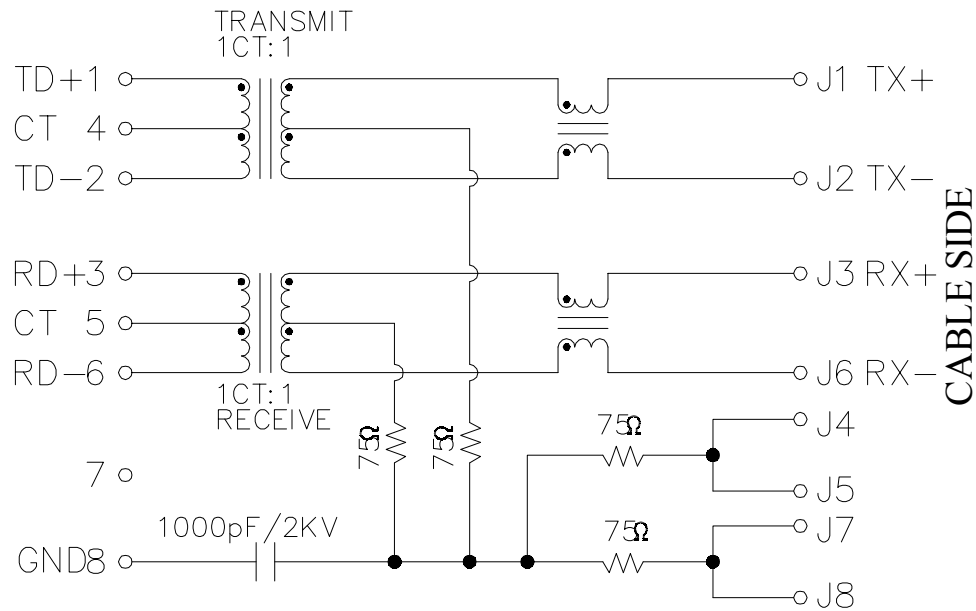 TRANSMIT
1CT:1
TD+1
CT 4
TD-2
J1 TX+
J2 TX-
RD+3
CT 5
RD-6
J3 RX+
J6 RX-
CABLE SIDE
1CT:1
RECEIVE
75Ω
75Ω
75Ω
J4
J5
7
1000pF/2KV
GND8
75Ω
J7
J8